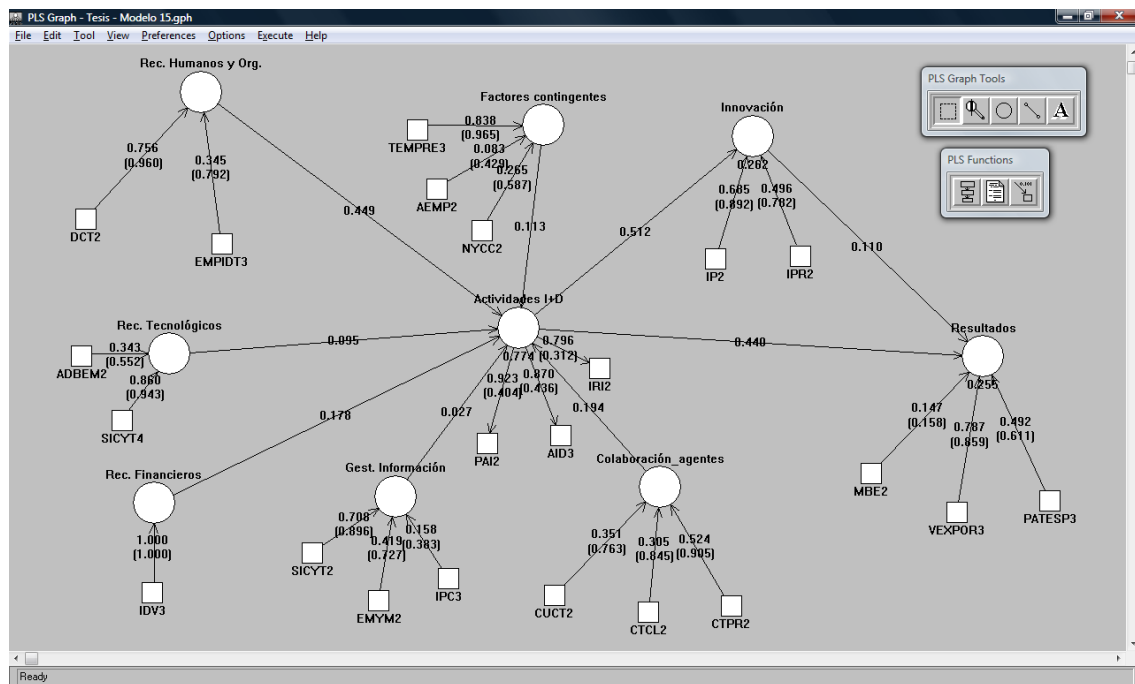 PLS Graph - Tesis - Modelo 15.gph
File Edit Tool View Preferences Options Execute Help
Rec. Humanos y Org.
0.756
(0.960)
0.345
(0.792)
DCT2
EMPIDT3
0.449
Factores contingentes
0.838
(0.965)
TEMPRE3
0.083
(0.429)
0.265
(0.587)
AEMP2
NYCC2
0.113
Innovación
0.262
0.685
(0.892)
0.496
(0.782)
IP2
IPR2
0.512
0.110
PLS Graph Tools
A
PLS Functions
0.101
Rec. Tecnológicos
0.343
(0.552)
ADBEM2
0.860
(0.943)
SICYT4
0.095
Actividades I+D
0.774
0.796
(0.312)
IRI2
0.923
(0.404)
0.870
(0.436)
PAI2
AID3
0.440
Resultados
0.255
0.147
(0.158)
0.787
(0.859)
0.492
(0.611)
MBE2
VEXPOR3
PATESP3
0.178
0.027
0.194
Rec. Financieros
1.000
(1.000)
IDV3
Gest. Información
0.708
(0.896)
0.419
(0.727)
0.158
(0.383)
SICYT2
EMYM2
IPC3
Colaboración_agentes
0.351
(0.763)
0.305
(0.845)
0.524
(0.905)
CUCT2
CTCL2
CTPR2
Ready